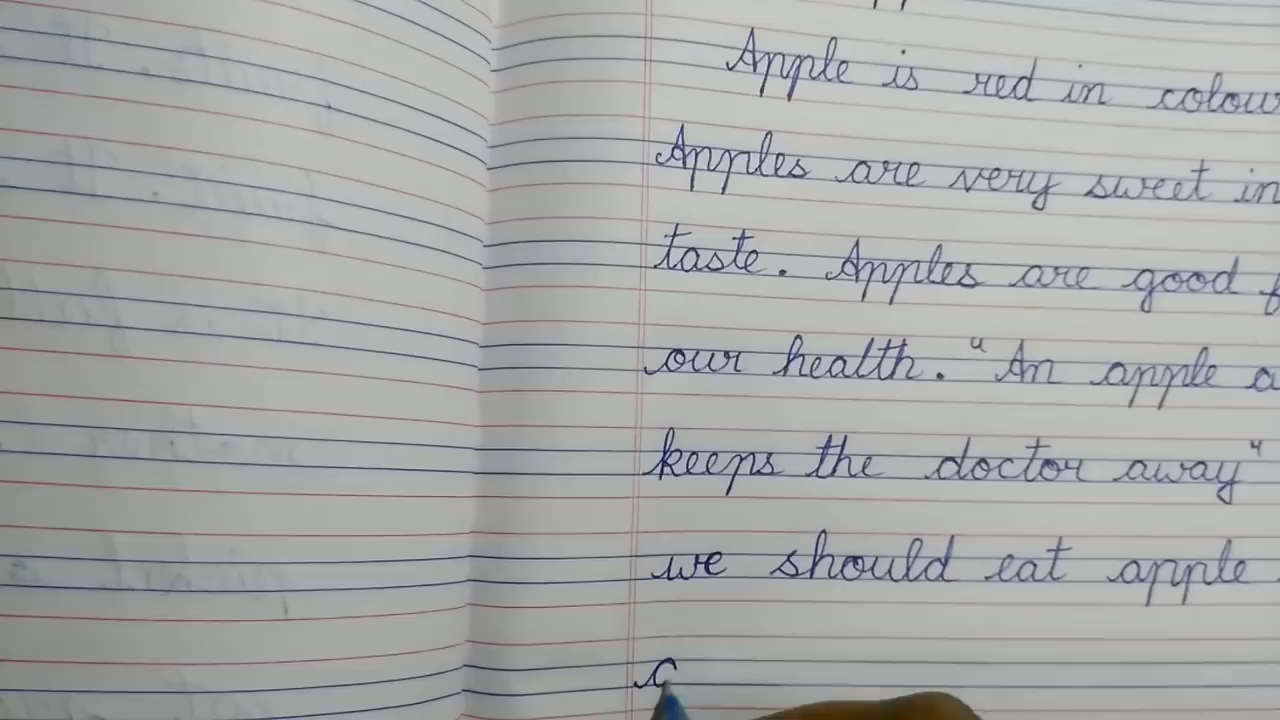 Apple is red in colour
Apples are very sweet in
taste. Apples are good
our health. "An apple a
keeps the doctor away"
we should eat apple